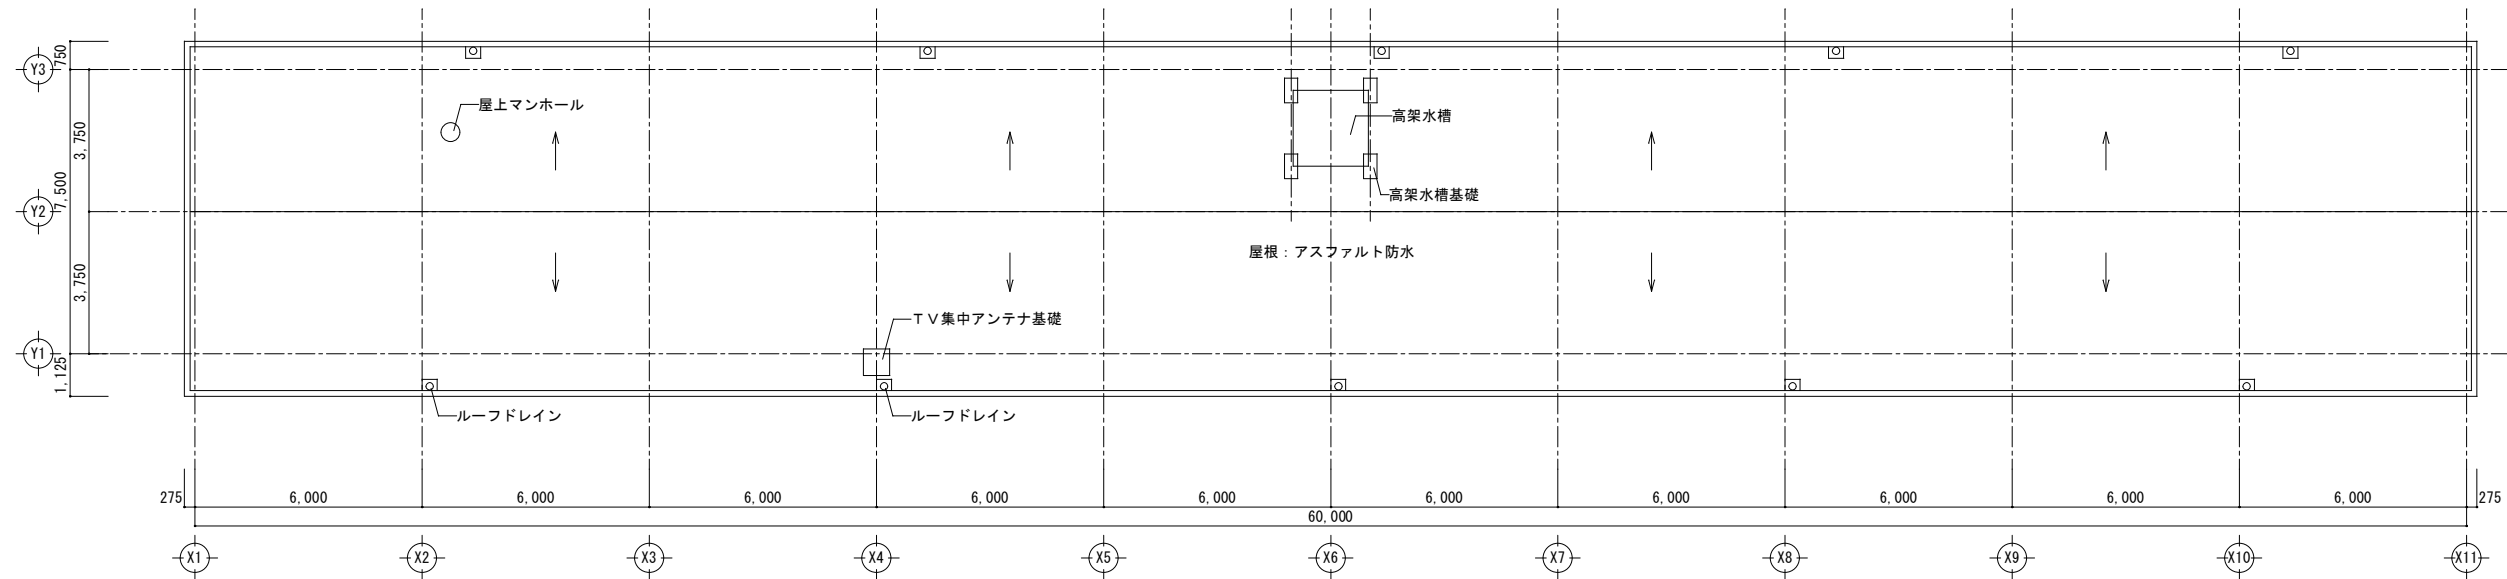 750
Y3
屋上マンホール
高架水槽
3,750
高架水槽基礎
7,500
Y2
屋根：アスファルト防水
3,750
TV集中アンテナ基礎
Y1
1,125
ルーフドレイン
ルーフドレイン
275 6,000 6,000 6,000 6,000 6,000 6,000 6,000 6,000 6,000 6,000 275
60,000
X1 X2 X3 X4 X5 X6 X7 X8 X9 X10 X11